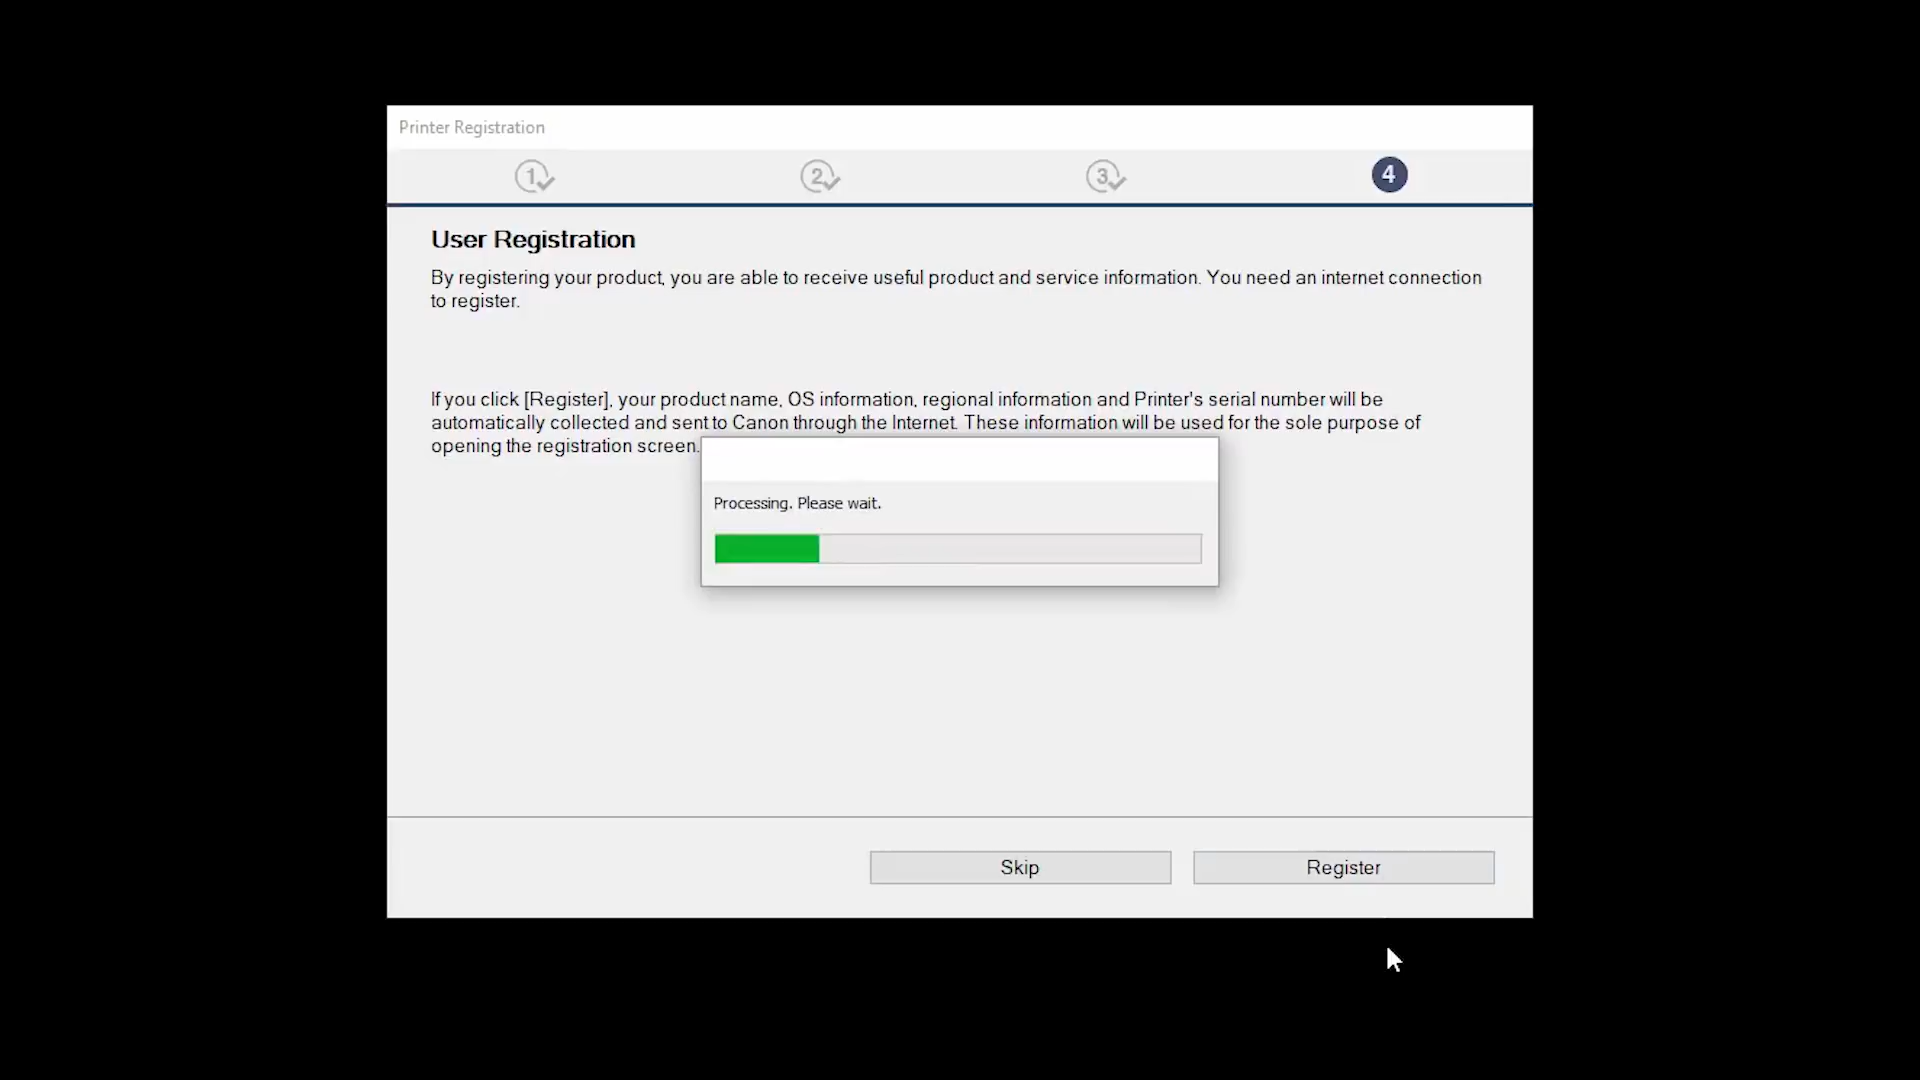 Printer Registration
1 2 3 4
User Registration
By registering your product, you are able to receive useful product and service information. You need an internet connection
to register.
If you click [Register], your product name, OS information, regional information and Printer's serial number will be
automatically collected and sent to Canon through the Internet. These information will be used for the sole purpose of
opening the registration screen.
Processing. Please wait.
Skip Register